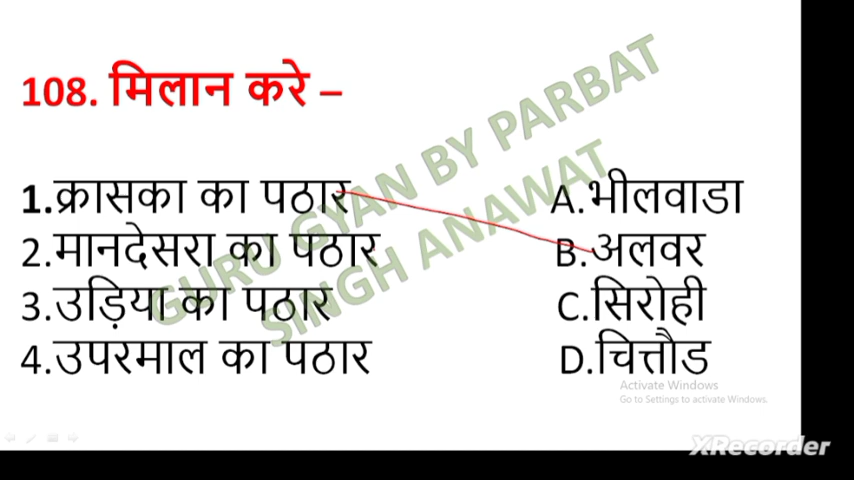 108. मिलान करे –
GURU GYAN BY PARBAT
SINGH ANAWAT
1.क्रासका का पठार A.भीलवाडा
2.मानदेसरा का पठार B.अलवर
3.उड़िया का पठार C.सिरोही
4.उपरमाल का पठार D.चित्तौड
Activate Windows
Go to Settings to activate Windows.
XRecorder